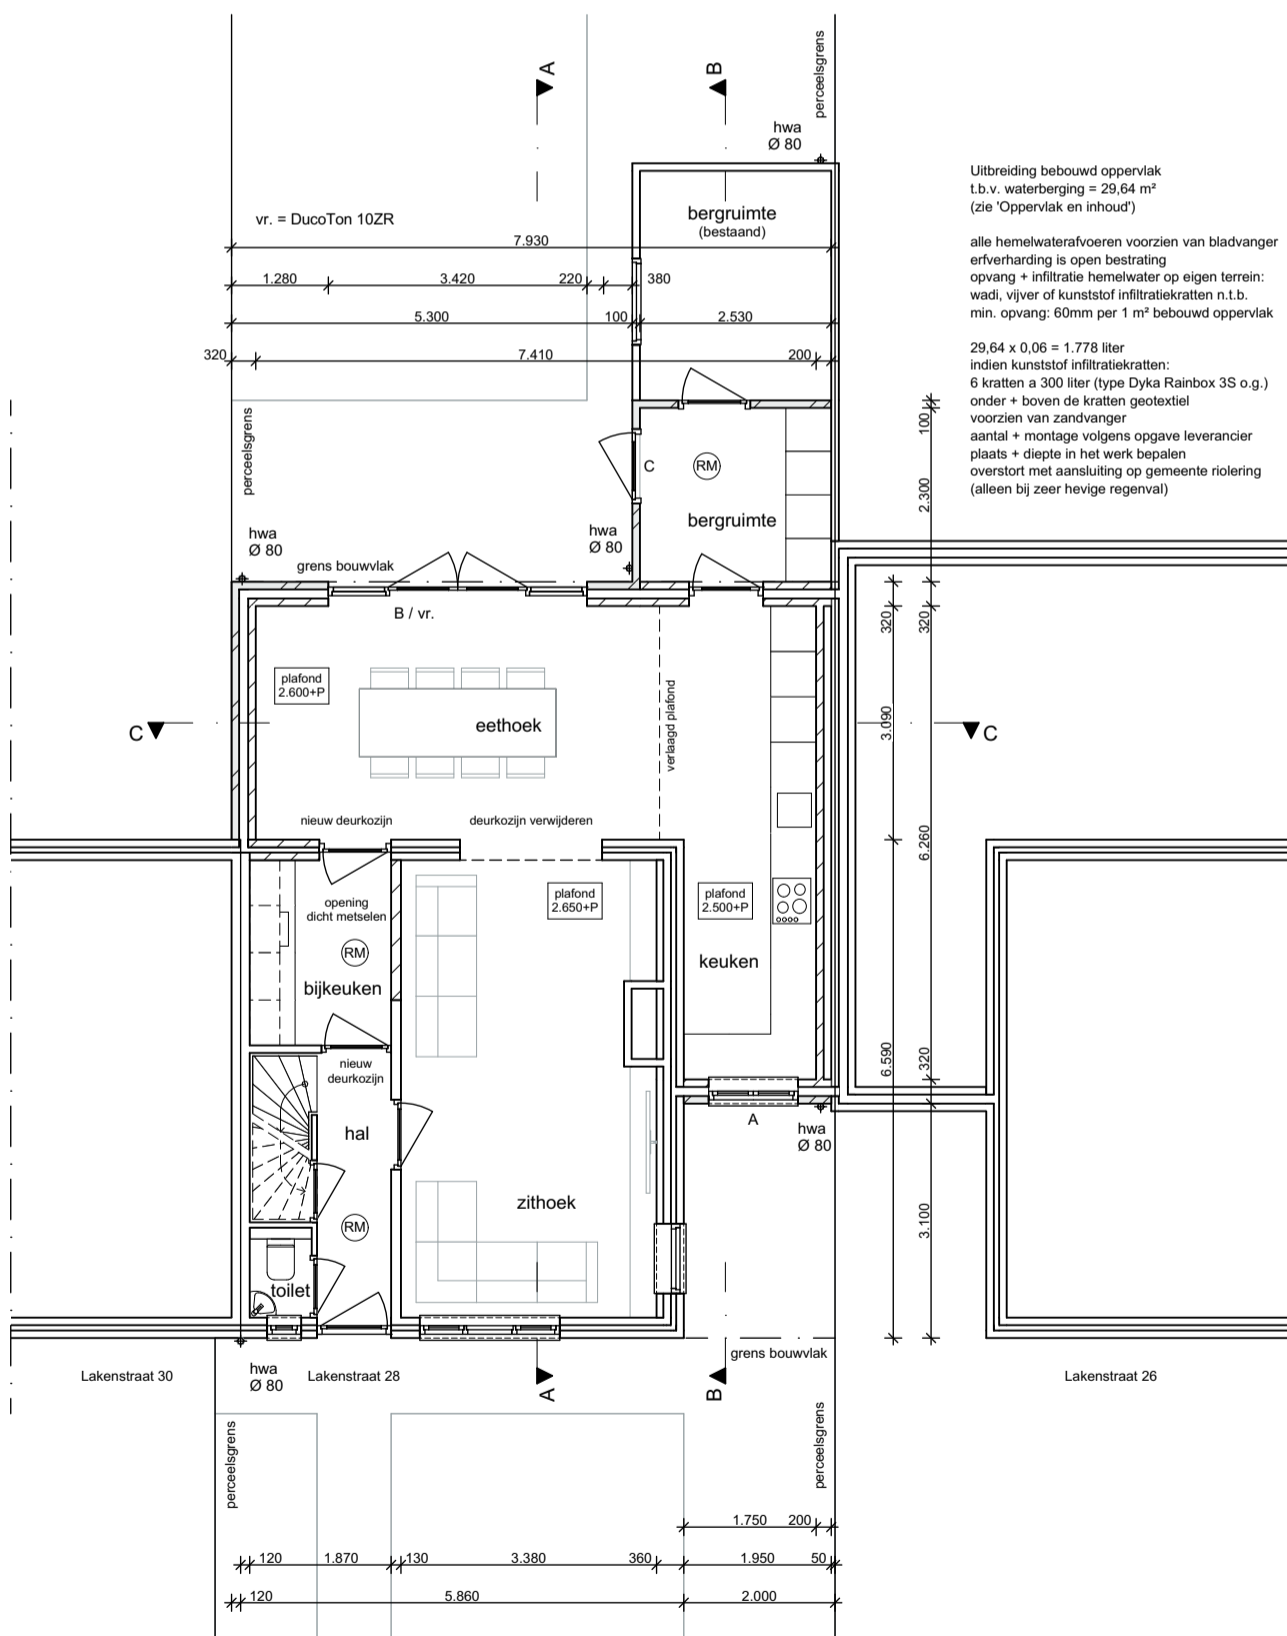 A
B
perceelsgrens
hwa
Ø 80
Uitbreiding bebouwd oppervlak
t.b.v. waterberging = 29,64 m²
(zie 'Oppervlak en inhoud')
alle hemelwaterafvoeren voorzien van bladvanger
erfverharding is open bestrating
opvang + infiltratie hemelwater op eigen terrein:
wadi, vijver of kunststof infiltratiekratten n.t.b.
min. opvang: 60mm per 1 m² bebouwd oppervlak
29,64 x 0,06 = 1.778 liter
indien kunststof infiltratiekratten:
6 kratten a 300 liter (type Dyka Rainbox 3S o.g.)
onder + boven de kratten geotextiel
voorzien van zandvanger
aantal + montage volgens opgave leverancier
plaats + diepte in het werk bepalen
overstort met aansluiting op gemeente riolering
(alleen bij zeer hevige regenval)
vr. = DucoTon 10ZR
bergruimte
(bestaand)
7.930
1.280
3.420
220
380
5.300
100
2.530
320
7.410
200
perceelsgrens
C
RM
bergruimte
100
2.300
hwa
Ø 80
hwa
Ø 80
grens bouwvlak
B / vr.
320
320
plafond
2.600+P
eethoek
verlaagd plafond
C
C
3.090
nieuw deurkozijn
deurkozijn verwijderen
6.260
opening
dicht metselen
plafond
2.650+P
plafond
2.500+P
RM
bijkeuken
keuken
nieuw
deurkozijn
6.590
320
hal
A
hwa
Ø 80
RM
zithoek
3.100
toilet
grens bouwvlak
Lakenstraat 30
hwa
Ø 80
Lakenstraat 28
A
B
Lakenstraat 26
perceelsgrens
perceelsgrens
1.750
200
120
1.870
130
3.380
360
1.950
50
120
5.860
2.000